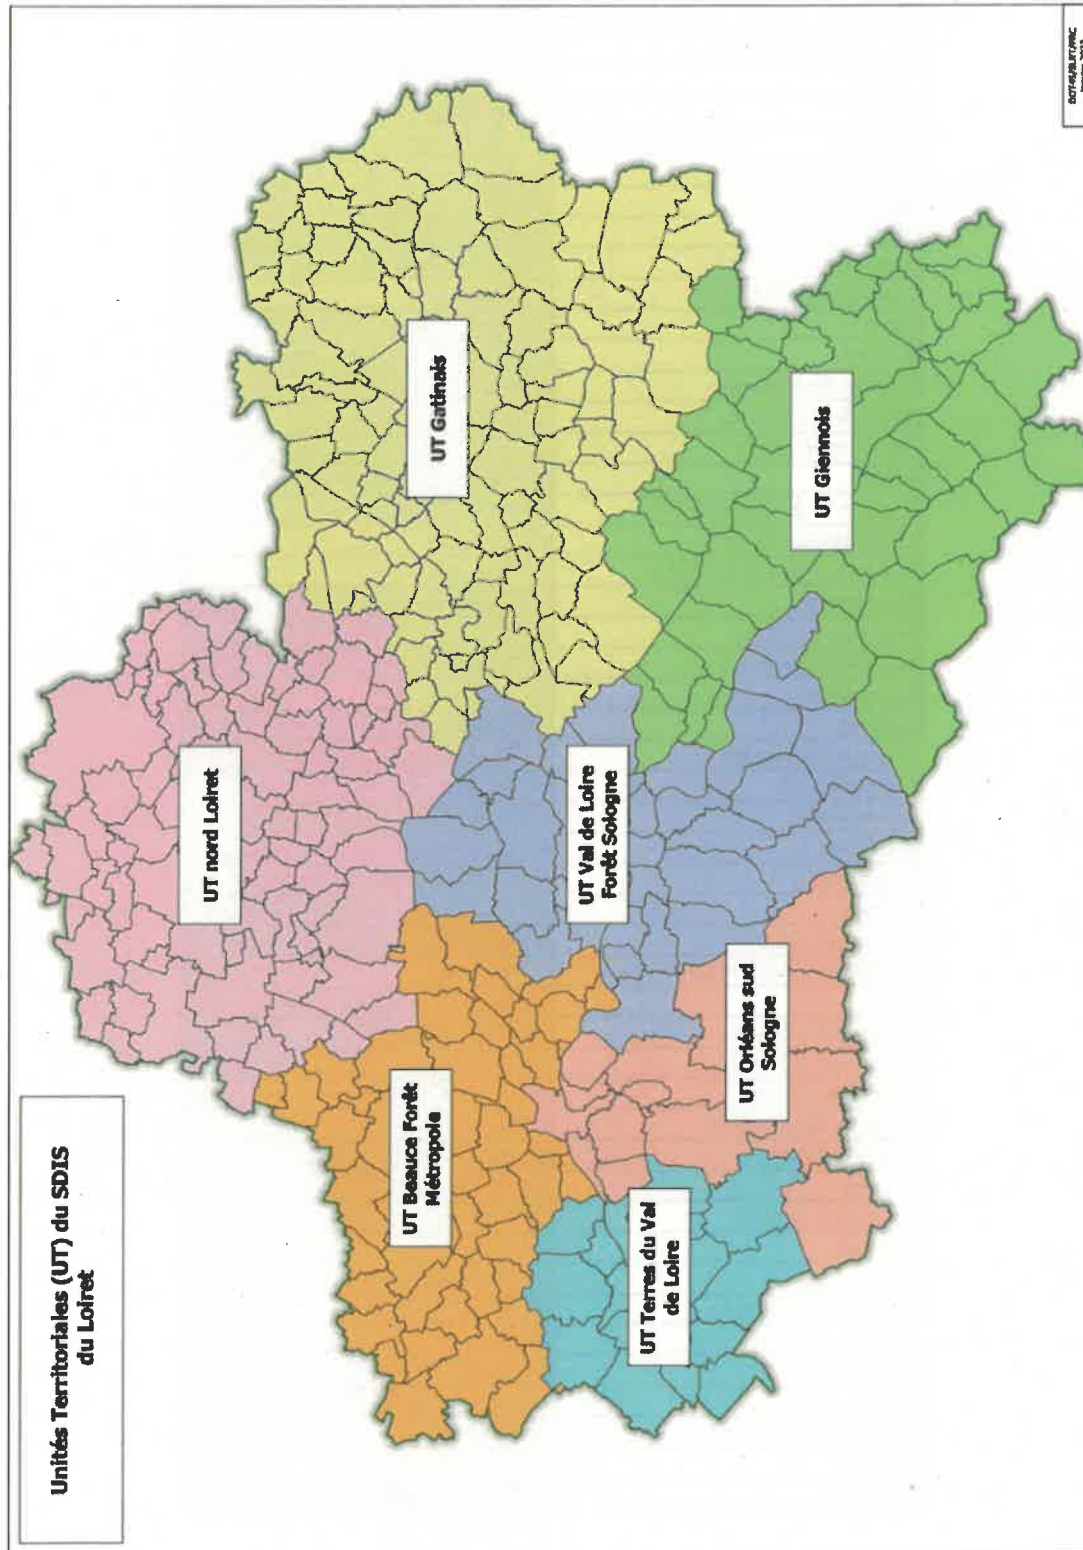 Unités Territoriales (UT) du SDIS
du Loiret
UT nord Loiret
UT Beauce Forêt
Métropole
UT Gatinais
UT Val de Loire
Forêt Sologne
UT Terres du Val
de Loire
UT Orléans sud
Sologne
UT Giennois